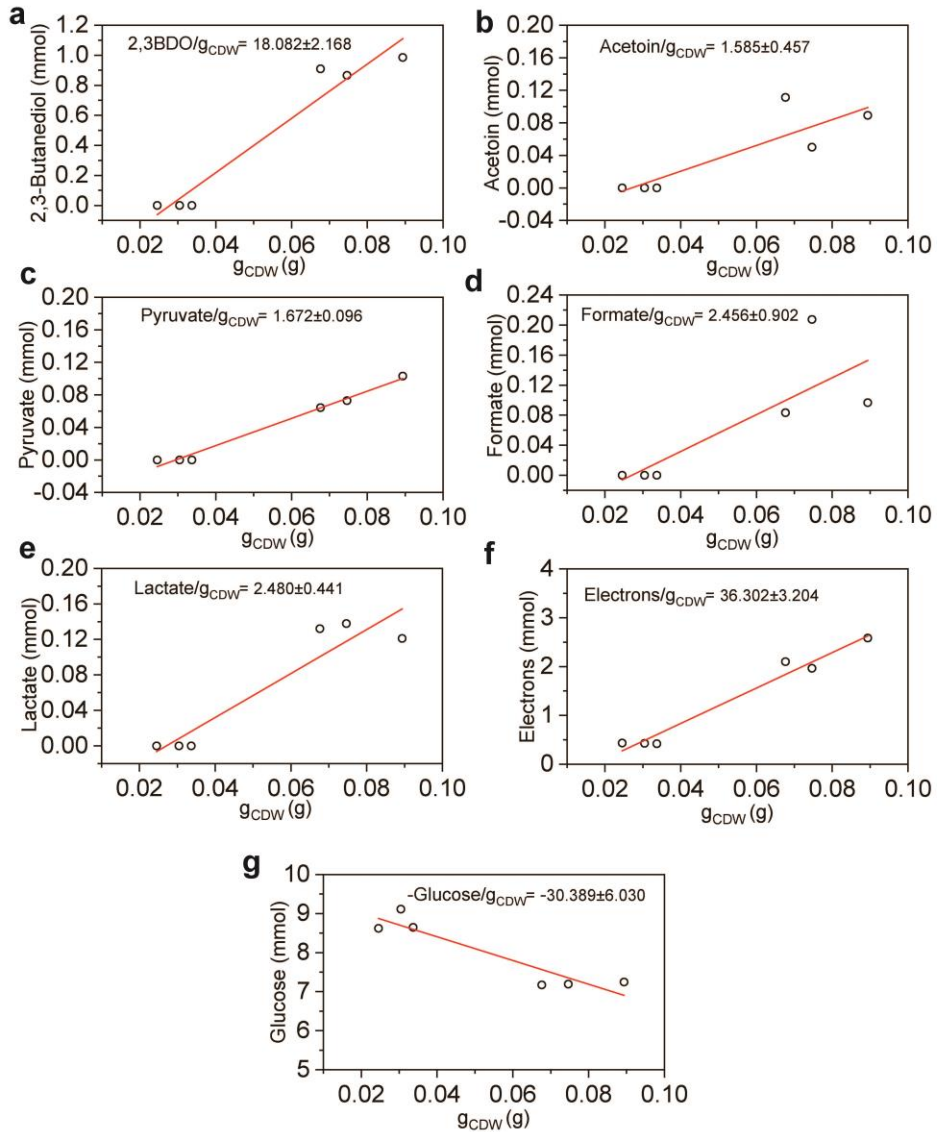 a
2,3BDO/gCDW= 18.082±2.168
2,3-Butanediol (mmol)
1.2
1.0
0.8
0.6
0.4
0.2
0.0
0.02 0.04 0.06 0.08 0.10
gCDW (g)
b
Acetoin/gCDW= 1.585±0.457
Acetoin (mmol)
0.12
0.08
0.04
0.00
-0.04
0.02 0.04 0.06 0.08 0.10
gCDW (g)
c
Pyruvate/gCDW= 1.672±0.096
Pyruvate (mmol)
0.20
0.16
0.12
0.08
0.04
0.00
-0.04
0.02 0.04 0.06 0.08 0.10
gCDW (g)
d
Formate/gCDW= 2.456±0.902
Formate (mmol)
0.24
0.20
0.16
0.12
0.08
0.04
0.00
0.02 0.04 0.06 0.08 0.10
gCDW (g)
e
Lactate/gCDW= 2.480±0.441
Lactate (mmol)
0.20
0.16
0.12
0.08
0.04
0.00
0.02 0.04 0.06 0.08 0.10
gCDW (g)
f
Electrons/gCDW= 36.302±3.204
Electrons (mmol)
4
3
2
1
0
0.02 0.04 0.06 0.08 0.10
gCDW (g)
g
-Glucose/gCDW= -30.389±6.030
Glucose (mmol)
10
9
8
7
6
5
0.02 0.04 0.06 0.08 0.10
gCDW (g)